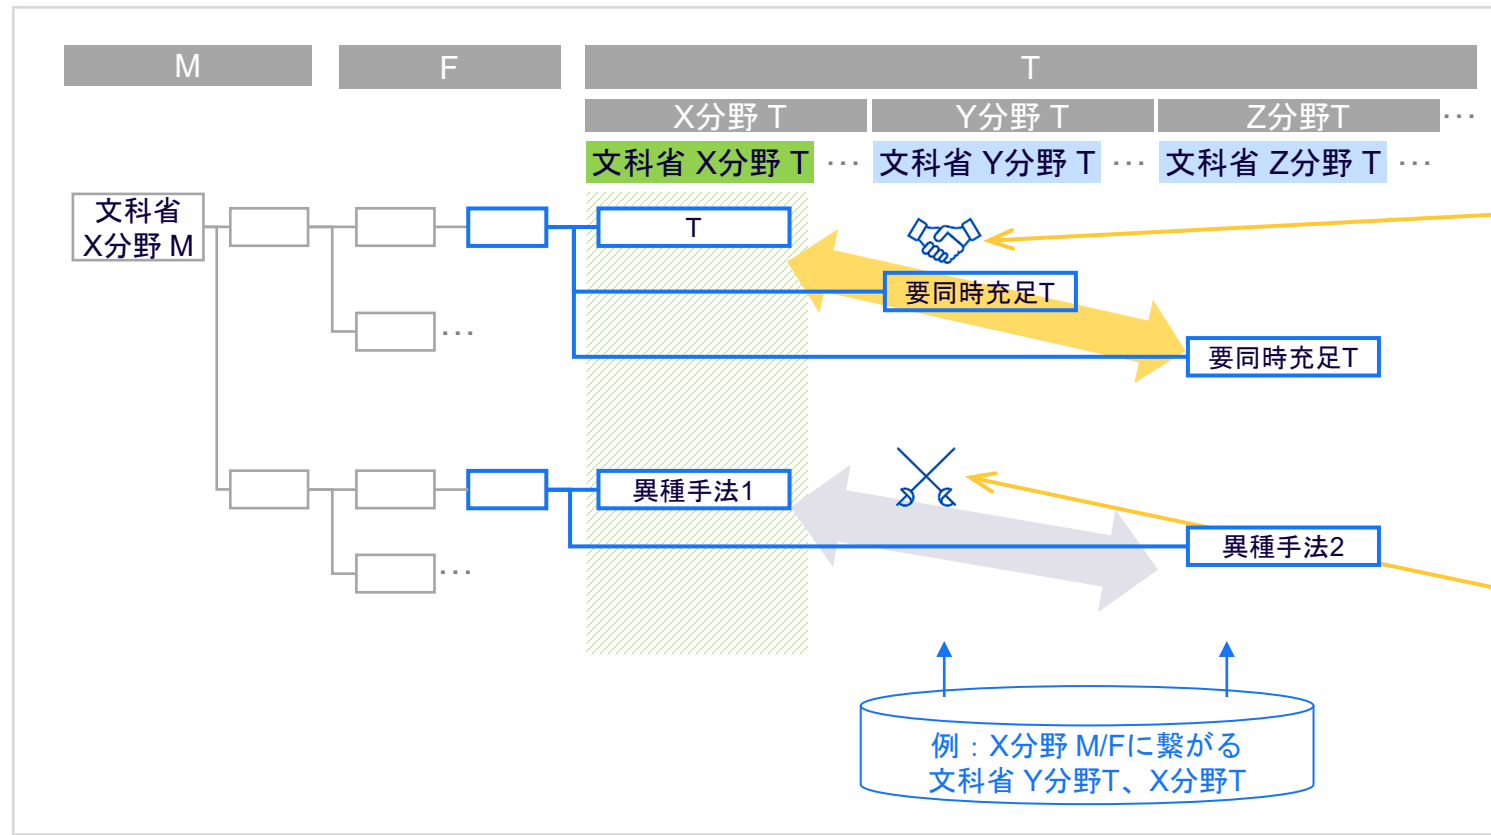 M
F
T
X分野 T
Y分野 T
Z分野T
...
文科省 X分野 T
...
文科省 Y分野 T
...
文科省 Z分野 T
...
文科省
X分野 M
T
要同時充足T
...
要同時充足T
異種手法1
異種手法2
...
例：X分野 M/Fに繋がる
文科省 Y分野T、X分野T